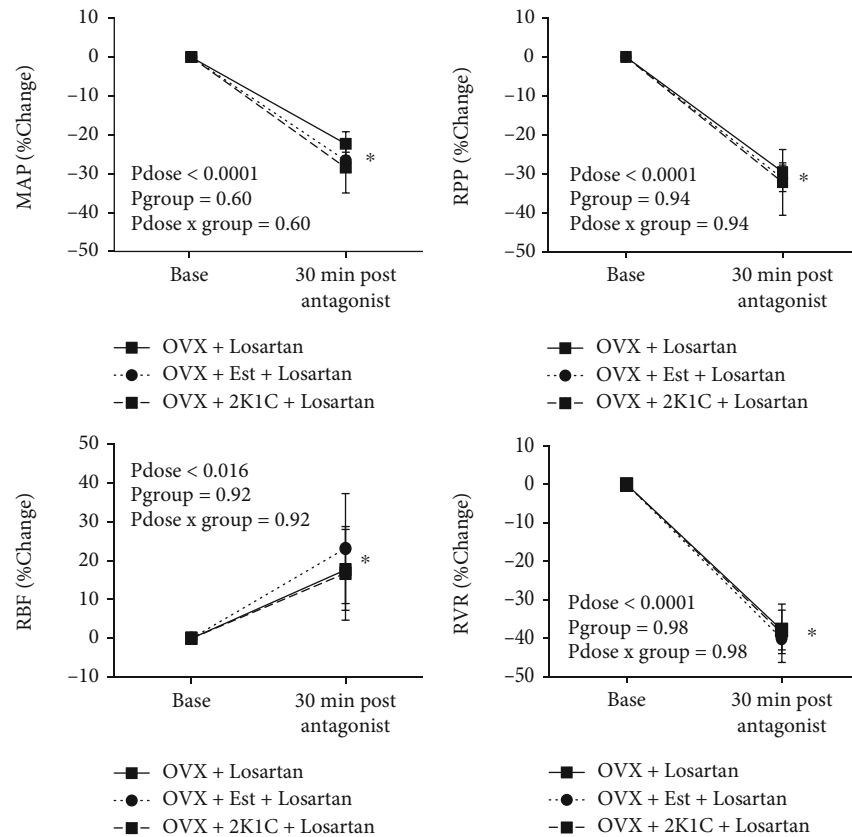 10
0
–10
–20
–30
–40
–50
MAP (%Change)
Pdose < 0.0001
Pgroup = 0.60
Pdose x group = 0.60
*
Base
30 min post
antagonist
OVX + Losartan
OVX + Est + Losartan
OVX + 2K1C + Losartan
10
0
–10
–20
–30
–40
–50
RPP (%Change)
Pdose < 0.0001
Pgroup = 0.94
Pdose x group = 0.94
*
Base
30 min post
antagonist
OVX + Losartan
OVX + Est + Losartan
OVX + 2K1C + Losartan
50
40
30
20
10
0
–10
RBF (%Change)
Pdose < 0.016
Pgroup = 0.92
Pdose x group = 0.92
*
Base
30 min post
antagonist
OVX + Losartan
OVX + Est + Losartan
OVX + 2K1C + Losartan
10
0
–10
–20
–30
–40
–50
RVR (%Change)
Pdose < 0.0001
Pgroup = 0.98
Pdose x group = 0.98
*
Base
30 min post
antagonist
OVX + Losartan
OVX + Est + Losartan
OVX + 2K1C + Losartan